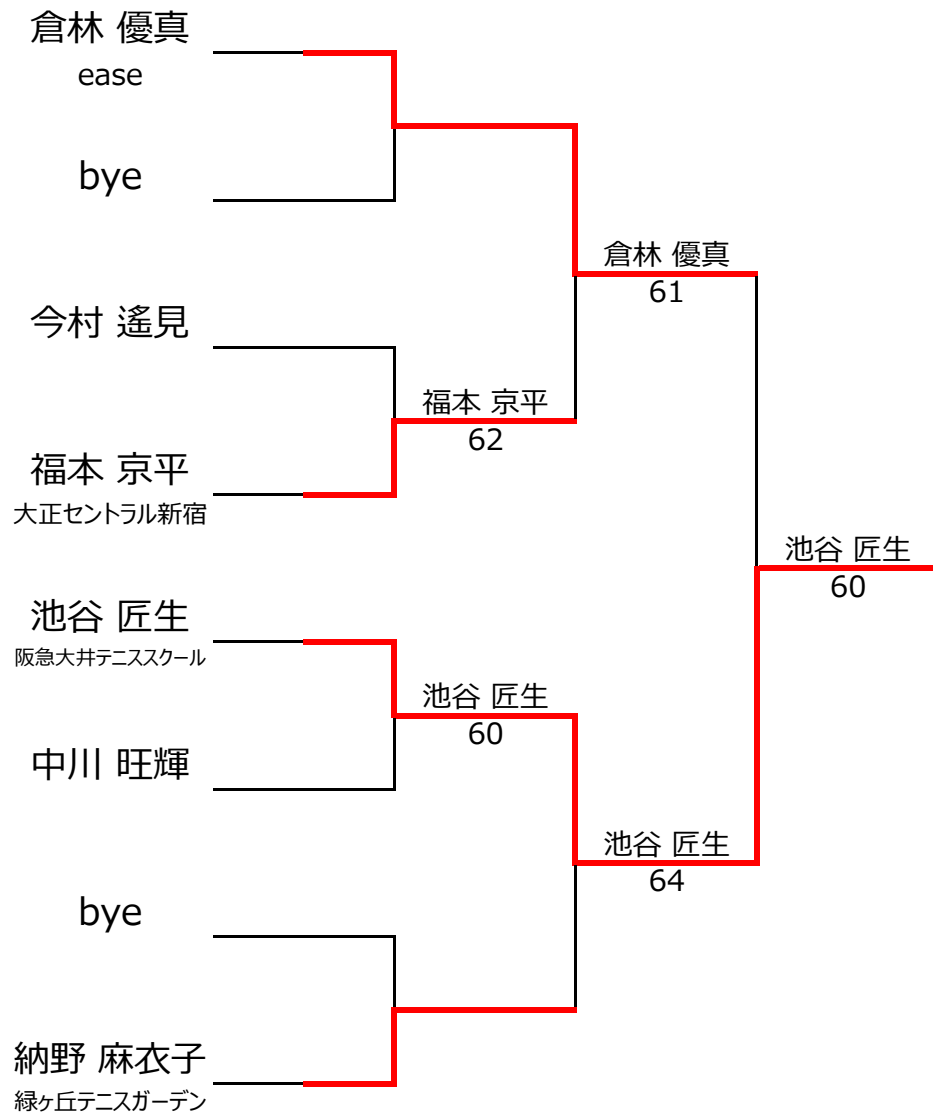 倉林 優真
ease
bye
今村 遙見
福本 京平
大正セントラル新宿
池谷 匠生
阪急大井テニススクール
中川 旺輝
bye
納野 麻衣子
緑ヶ丘テニスガーデン
福本 京平
62
池谷 匠生
60
倉林 優真
61
池谷 匠生
64
池谷 匠生
60